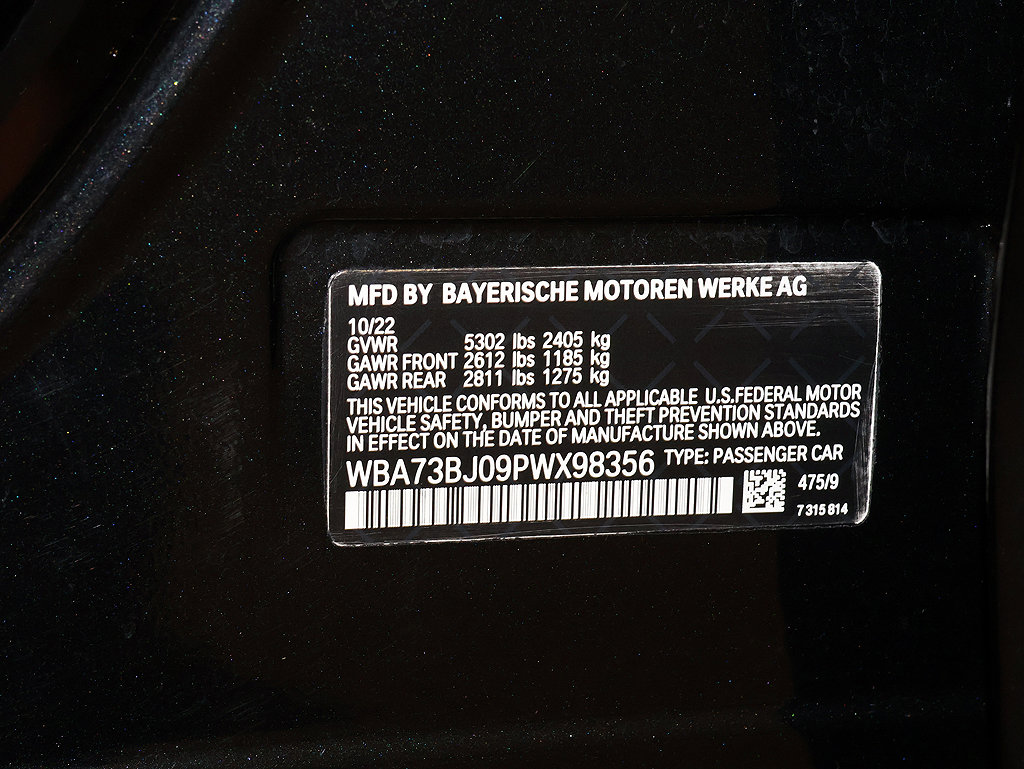 MFD BY BAYERISCHE MOTOREN WERKE AG
10/22
GVWR 5302 lbs 2405 kg
GAWR FRONT 2612 lbs 1185 kg
GAWR REAR 2811 lbs 1275 kg
THIS VEHICLE CONFORMS TO ALL APPLICABLE U.S.FEDERAL MOTOR
VEHICLE SAFETY, BUMPER AND THEFT PREVENTION STANDARDS
IN EFFECT ON THE DATE OF MANUFACTURE SHOWN ABOVE.
WBA73BJ09PWX98356 TYPE: PASSENGER CAR
475/9
7 315 814